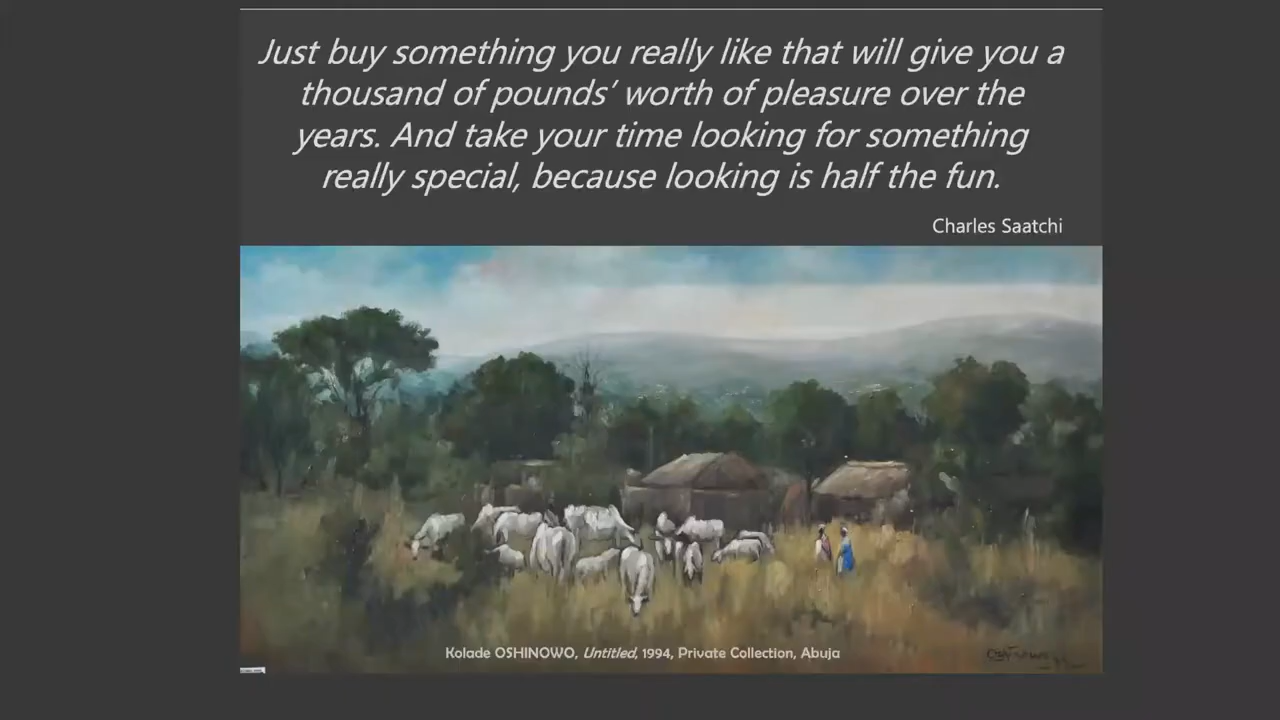 Just buy something you really like that will give you a
thousand of pounds’ worth of pleasure over the
years. And take your time looking for something
really special, because looking is half the fun.
Charles Saatchi
Kolade OSHINOWO, Untitled, 1994, Private Collection, Abuja